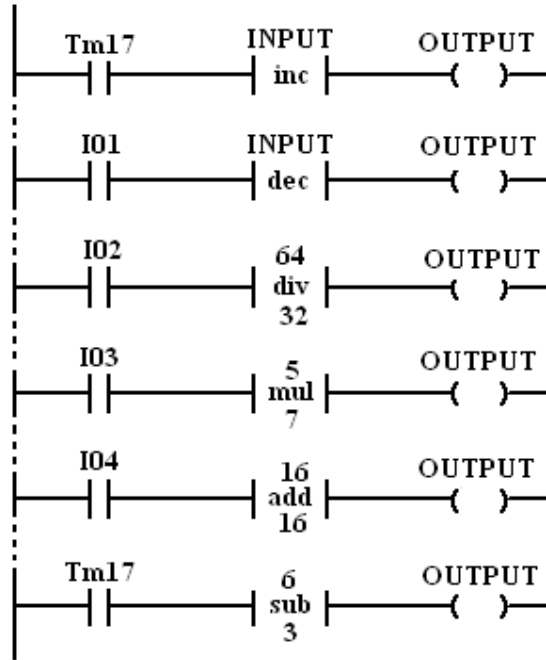 Tm17 INPUT OUTPUT
inc
I01 INPUT OUTPUT
dec
I02 64 OUTPUT
div
32
I03 5 OUTPUT
mul
7
I04 16 OUTPUT
add
16
Tm17 6 OUTPUT
sub
3